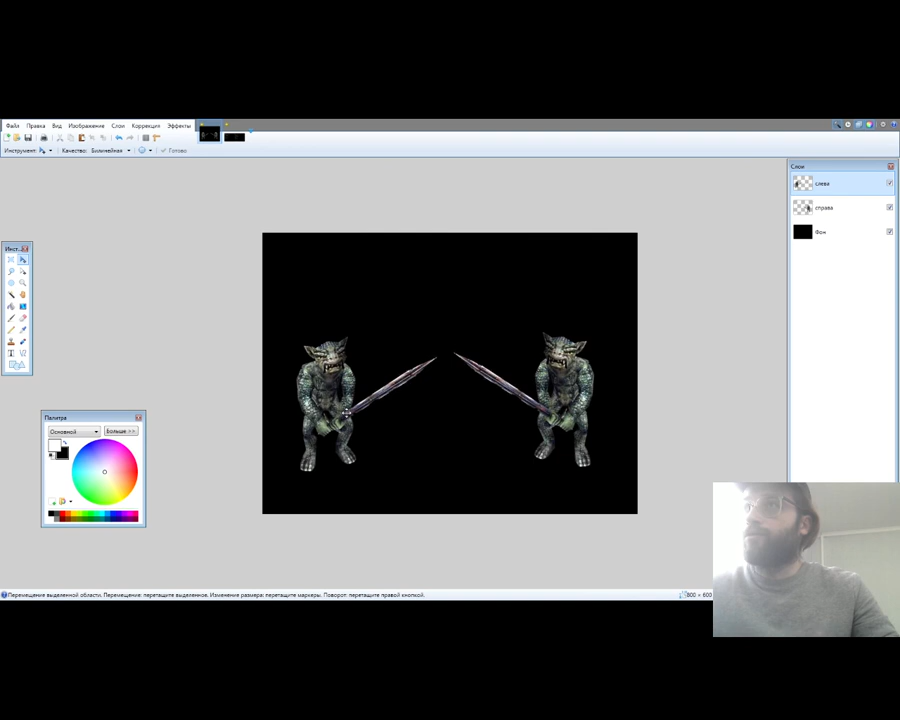 Файл Правка Вид Изображение Слои Коррекция Эффекты
Инструмент: Качество: Билинейная Готово
Слои
слева
справа
Фон
Инст...
Палитра
Основной Больше >>
Перемещение выделенной области. Перемещение: перетащите выделенное. Изменение размера: перетащите маркеры. Поворот: перетащите правой кнопкой.
800 × 600